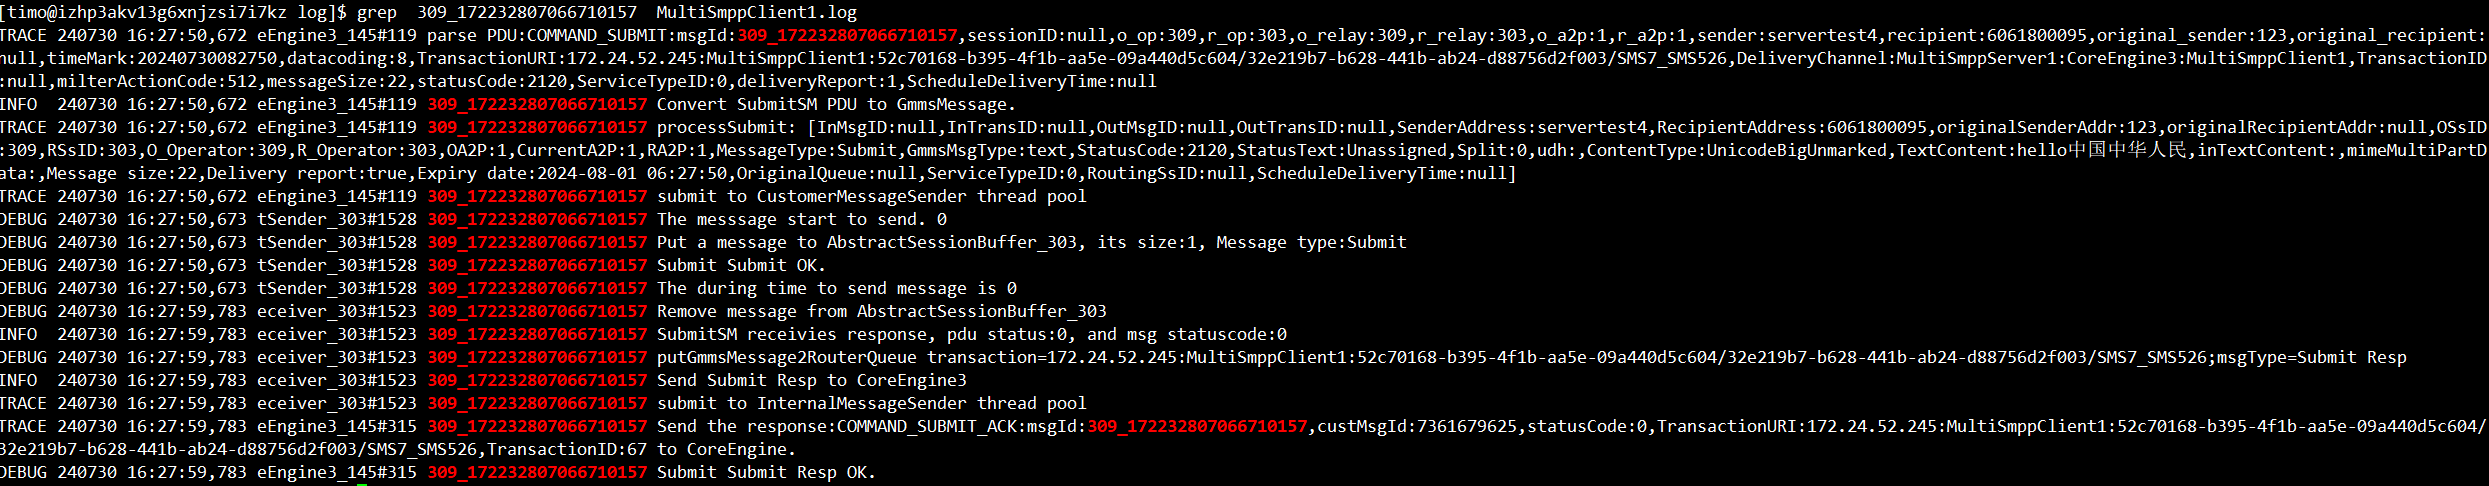 [timo@izhp3akv13g6xnjzsi7i7kz log]$ grep  309_172232807066710157  MultiSmppClient1.log
TRACE 240730 16:27:50,672 eEngine3_145#119 parse PDU:COMMAND_SUBMIT:msgId:309_172232807066710157,sessionID:null,o_op:309,r_op:303,o_relay:309,r_relay:303,o_a2p:1,r_a2p:1,sender:servertest4,recipient:6061800095,original_sender:123,original_recipient:
null,timeMark:20240730082750,datacoding:8,TransactionURI:172.24.52.245:MultiSmppClient1:52c70168-b395-4f1b-aa5e-09a440d5c604/32e219b7-b628-441b-ab24-d88756d2f003/SMS7_SMS526,DeliveryChannel:MultiSmppServer1:CoreEngine3:MultiSmppClient1,TransactionID
:null,milterActionCode:512,messageSize:22,statusCode:2120,ServiceTypeID:0,deliveryReport:1,ScheduleDeliveryTime:null
INFO  240730 16:27:50,672 eEngine3_145#119 309_172232807066710157 Convert SubmitSM PDU to GmmsMessage.
TRACE 240730 16:27:50,672 eEngine3_145#119 309_172232807066710157 processSubmit: [InMsgID:null,InTransID:null,OutMsgID:null,OutTransID:null,SenderAddress:servertest4,RecipientAddress:6061800095,originalSenderAddr:123,originalRecipientAddr:null,OSsID
:309,RSsID:303,O_Operator:309,R_Operator:303,OA2P:1,CurrentA2P:1,RA2P:1,MessageType:Submit,GmmsMsgType:text,StatusCode:2120,StatusText:Unassigned,Split:0,udh:,ContentType:UnicodeBigUnmarked,TextContent:hello中国中华人民,inTextContent:,mimeMultiPartD
ata:,Message size:22,Delivery report:true,Expiry date:2024-08-01 06:27:50,OriginalQueue:null,ServiceTypeID:0,RoutingSsID:null,ScheduleDeliveryTime:null]
TRACE 240730 16:27:50,672 eEngine3_145#119 309_172232807066710157 submit to CustomerMessageSender thread pool
DEBUG 240730 16:27:50,673 tSender_303#1528 309_172232807066710157 The messsage start to send. 0
DEBUG 240730 16:27:50,673 tSender_303#1528 309_172232807066710157 Put a message to AbstractSessionBuffer_303, its size:1, Message type:Submit
DEBUG 240730 16:27:50,673 tSender_303#1528 309_172232807066710157 Submit Submit OK.
DEBUG 240730 16:27:50,673 tSender_303#1528 309_172232807066710157 The during time to send message is 0
DEBUG 240730 16:27:59,783 eceiver_303#1523 309_172232807066710157 Remove message from AbstractSessionBuffer_303
INFO  240730 16:27:59,783 eceiver_303#1523 309_172232807066710157 SubmitSM receivies response, pdu status:0, and msg statuscode:0
DEBUG 240730 16:27:59,783 eceiver_303#1523 309_172232807066710157 putGmmsMessage2RouterQueue transaction=172.24.52.245:MultiSmppClient1:52c70168-b395-4f1b-aa5e-09a440d5c604/32e219b7-b628-441b-ab24-d88756d2f003/SMS7_SMS526;msgType=Submit Resp
INFO  240730 16:27:59,783 eceiver_303#1523 309_172232807066710157 Send Submit Resp to CoreEngine3
TRACE 240730 16:27:59,783 eceiver_303#1523 309_172232807066710157 submit to InternalMessageSender thread pool
TRACE 240730 16:27:59,783 eEngine3_145#315 309_172232807066710157 Send the response:COMMAND_SUBMIT_ACK:msgId:309_172232807066710157,custMsgId:7361679625,statusCode:0,TransactionURI:172.24.52.245:MultiSmppClient1:52c70168-b395-4f1b-aa5e-09a440d5c604/
32e219b7-b628-441b-ab24-d88756d2f003/SMS7_SMS526,TransactionID:67 to CoreEngine.
DEBUG 240730 16:27:59,783 eEngine3_145#315 309_172232807066710157 Submit Submit Resp OK.